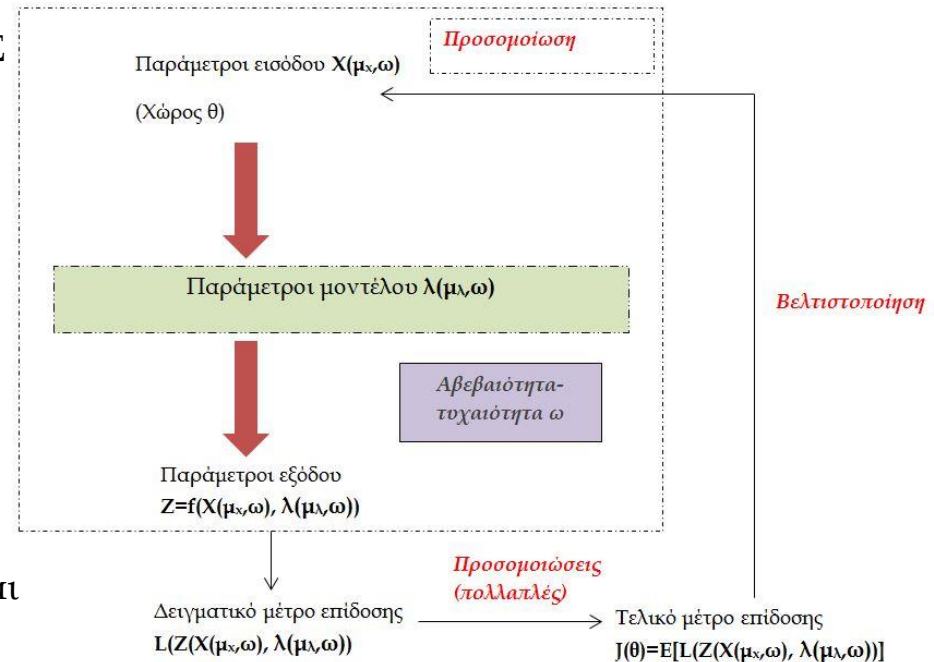 Προσομοίωση
Παράμετροι εισόδου X(μx,ω)
(Χώρος θ)
Παράμετροι μοντέλου λ(μλ,ω)
Βελτιστοποίηση
Αβεβαιότητα-
τυχαιότητα ω
Παράμετροι εξόδου
Z=f(X(μx,ω), λ(μλ,ω))
Προσομοιώσεις
(πολλαπλές)
Δειγματικό μέτρο επίδοσης
L(Z(X(μx,ω), λ(μλ,ω))
Τελικό μέτρο επίδοσης
J(θ)=E[L(Z(X(μx,ω), λ(μλ,ω))]